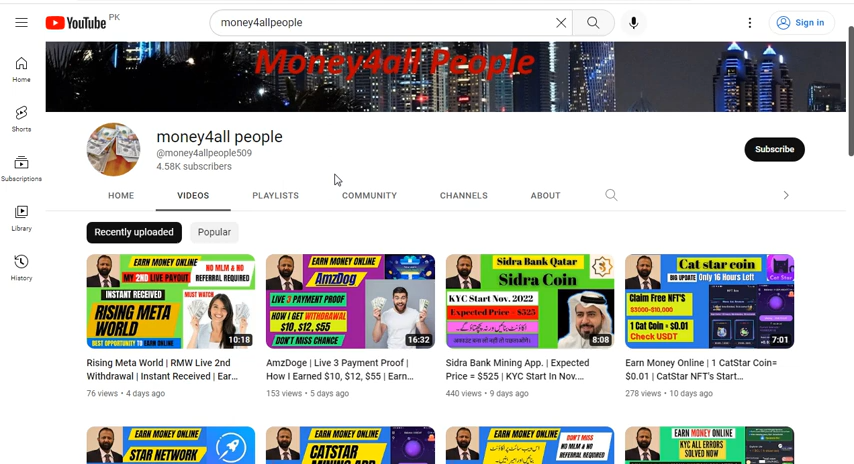 YouTube PK
money4allpeople
Sign in
Home
Shorts
Subscriptions
Library
History
Money4all People
money4all people
@money4allpeople509
4.58K subscribers
Subscribe
HOME VIDEOS PLAYLISTS COMMUNITY CHANNELS ABOUT
Recently uploaded Popular
EARN MONEY ONLINE
MY 2ND LIVE PAYOUT
NO MLM & NO
REFERRAL REQUIRED
INSTANT RECEIVED
MUST WATCH
RISING META
WORLD
BEST OPPORTUNITY TO EARN ONLINE
10:18
Rising Meta World | RMW Live 2nd
Withdrawal | Instant Received | Ear...
76 views • 4 days ago
EARN MONEY ONLINE
AmzDog
LIVE 3 PAYMENT PROOF
HOW I GET WITHDRAWAL
$10, $12, $55
DON'T MISS CHANCE
16:32
AmzDoge | Live 3 Payment Proof |
How I Earned $10, $12, $55 | Earn...
153 views • 5 days ago
Sidra Bank Qatar
Sidra Coin
KYC Start Nov. 2022
Expected Price - $525
8:08
Sidra Bank Mining App. | Expected
Price = $525 | KYC Start In Nov....
440 views • 9 days ago
Cat star coin
BIG UPDATE Only 16 Hours Left
Cat Star
Claim Free NFT'S
$3000-$10,000
1 Cat Coin = $0.01
Check USDT
7:01
Earn Money Online | 1 CatStar Coin=
$0.01 | CatStar NFT's Start...
278 views • 10 days ago
EARN MONEY ONLINE
STAR NETWORK
EARN MONEY ONLINE
CATSTAR
MINING APP
EARN MONEY ONLINE
DON'T MISS
NO MLM & NO
REFERRAL REQUIRED
EARN MONEY ONLINE
KYC ALL ERRORS
SOLVED NOW